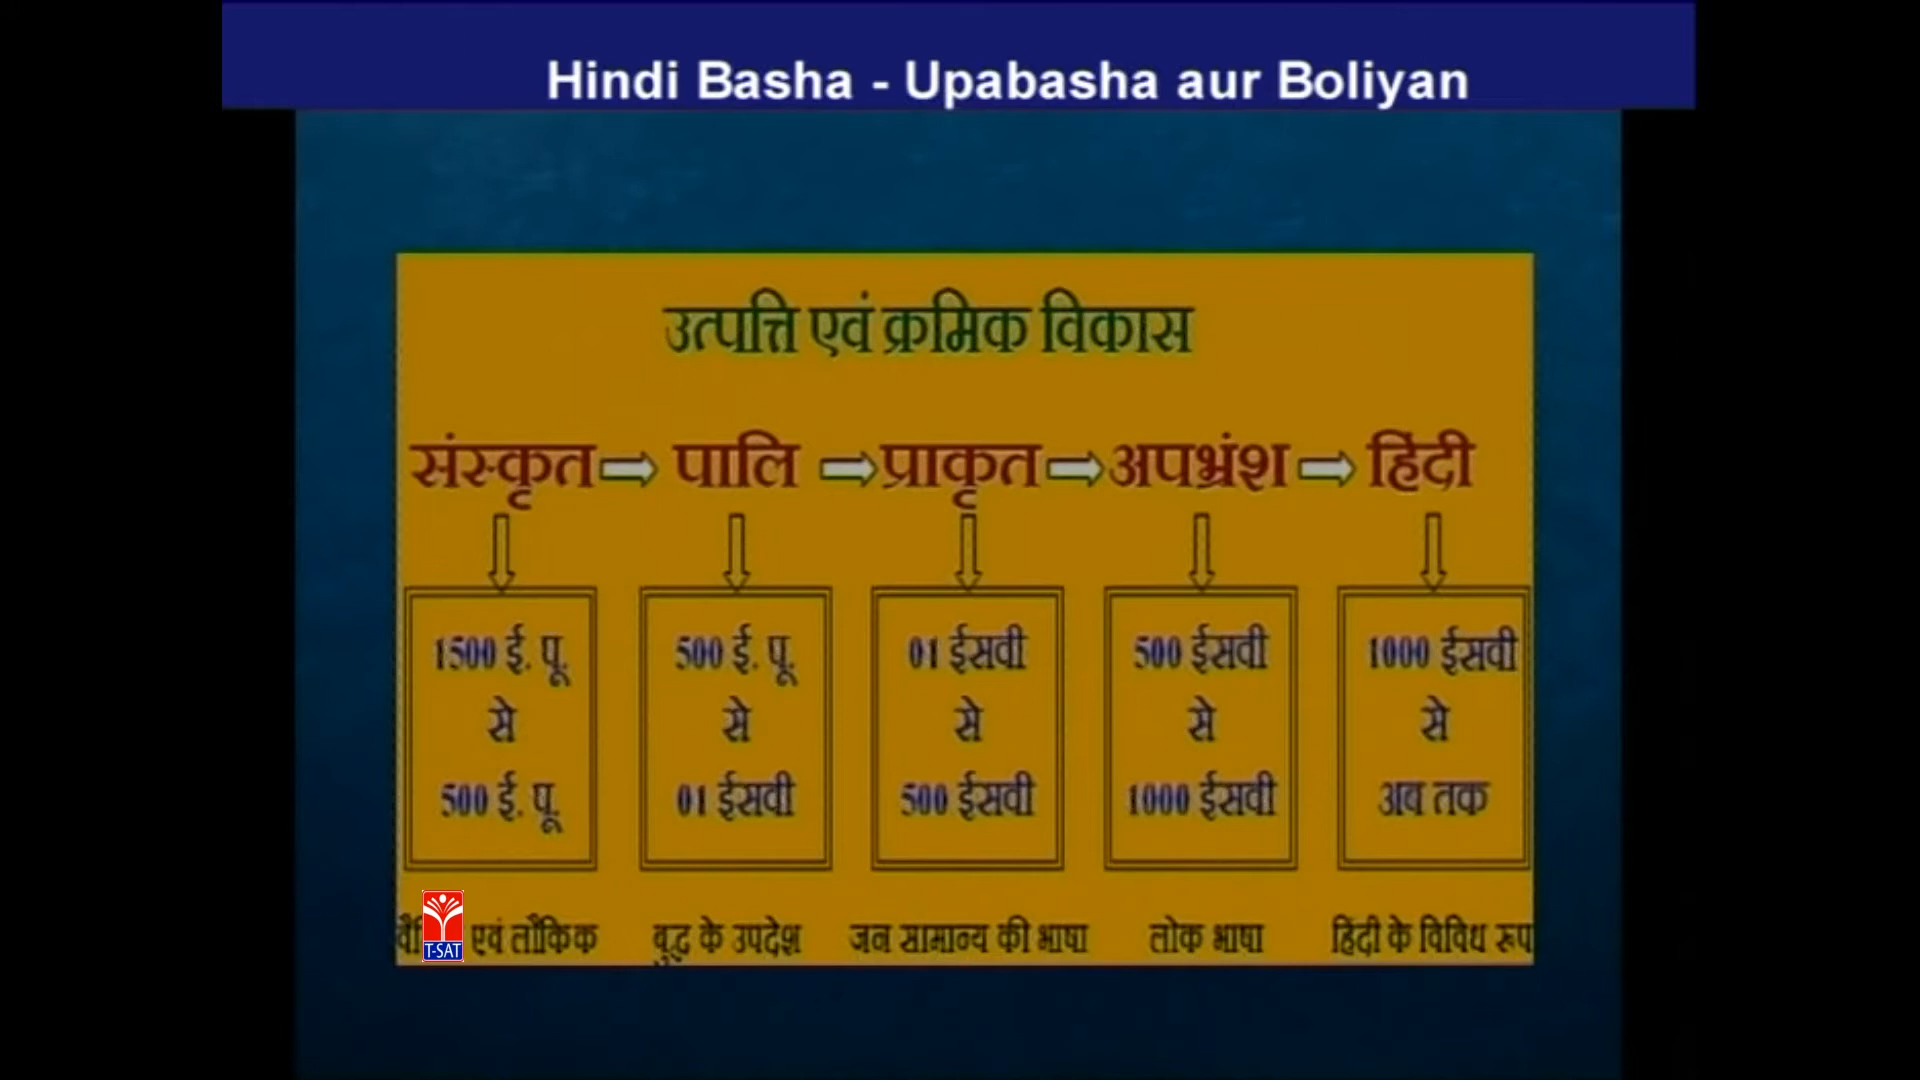 Hindi Basha - Upabasha aur Boliyan
उत्पत्ति एवं क्रमिक विकास
संस्कृत पालि प्राकृत अपभ्रंश हिंदी
1500 ई. पू. से 500 ई. पू.
500 ई. पू. से 01 ईसवी
01 ईसवी से 500 ईसवी
500 ईसवी से 1000 ईसवी
1000 ईसवी से अब तक
एवं लौकिक बुद्ध के उपदेश जन सामान्य की भाषा लोक भाषा हिंदी के विविध रूप
T-SAT